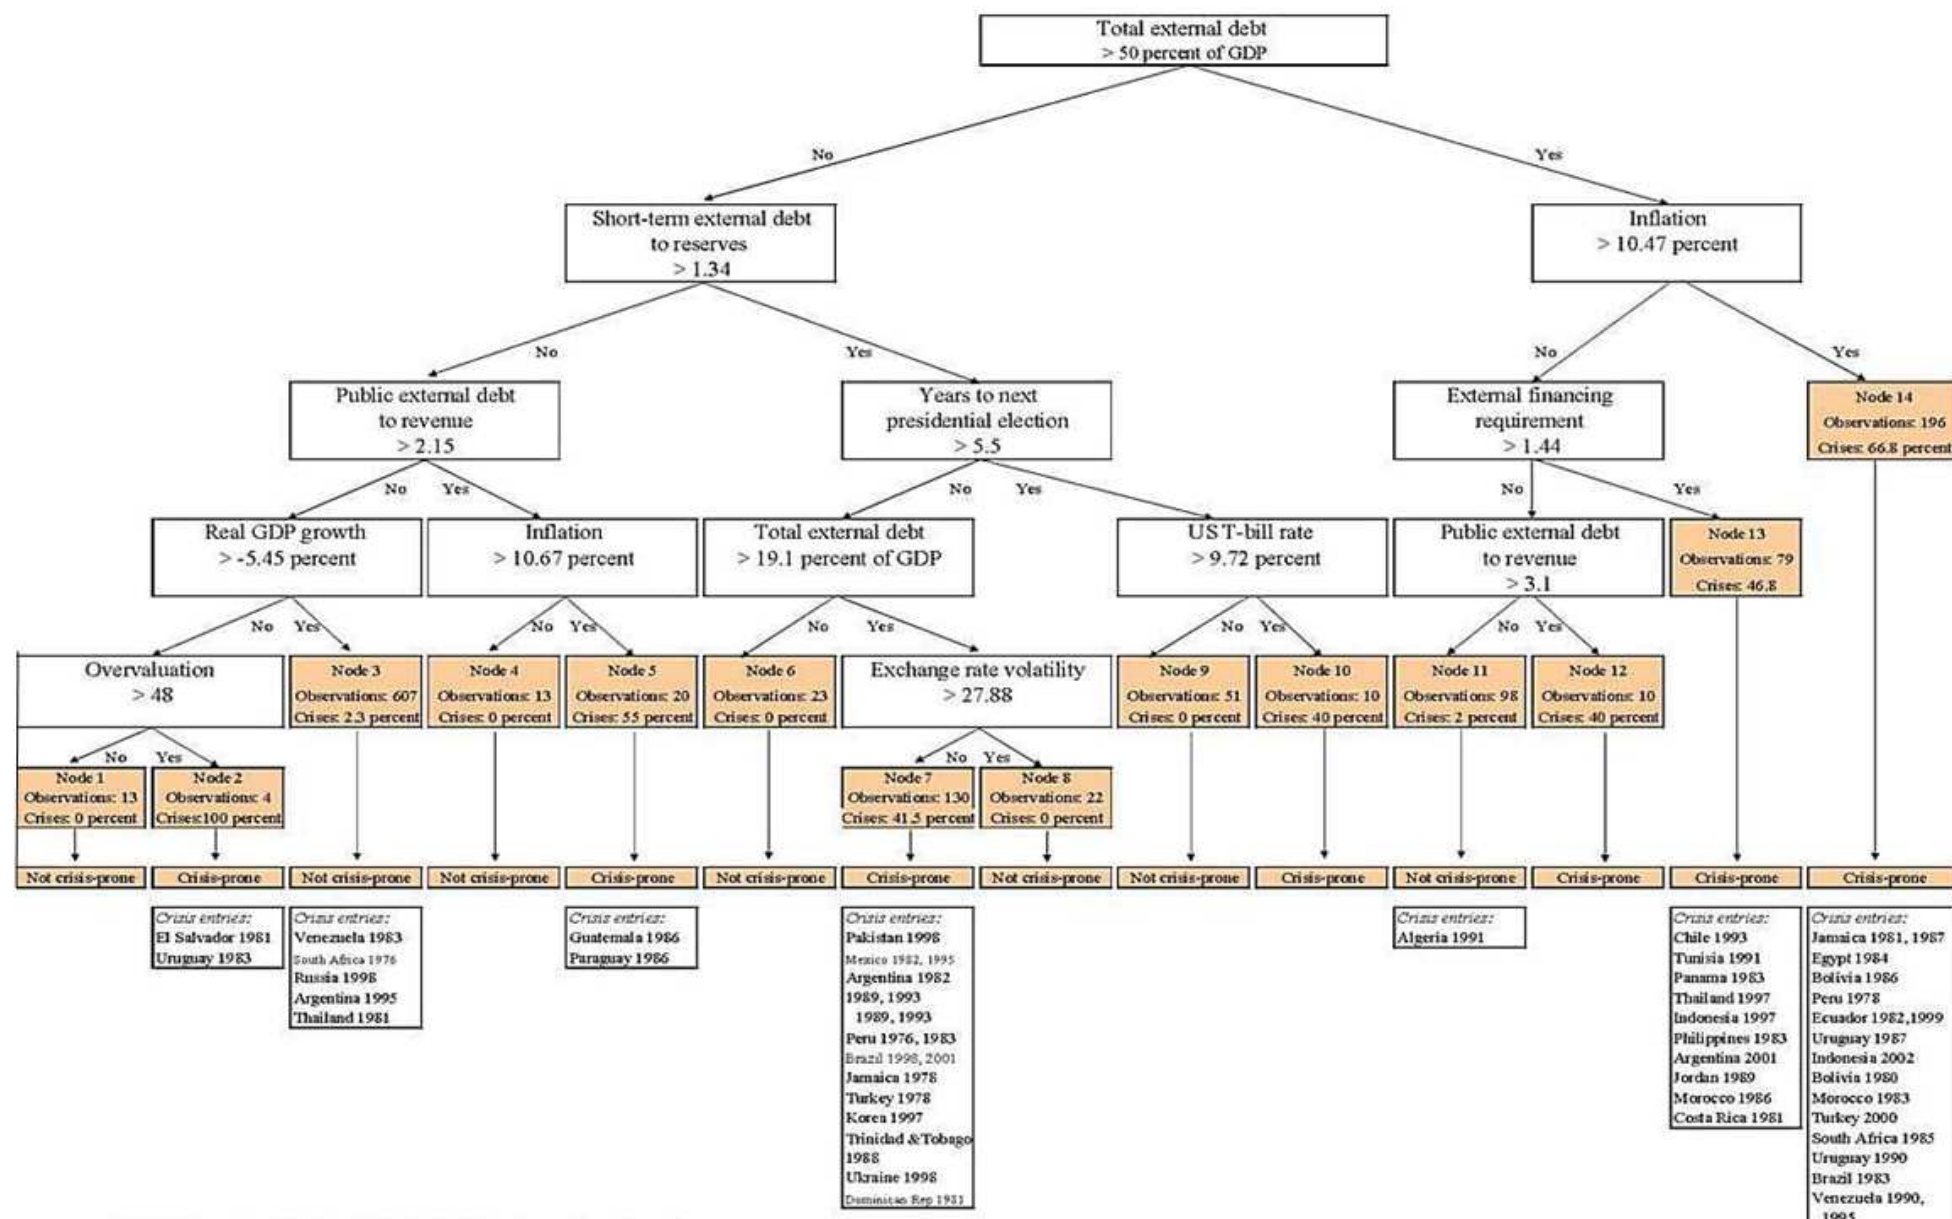 Total external debt
> 50 percent of GDP
No
Yes
Short-term external debt
to reserves
> 1.34
Inflation
> 10.47 percent
No
Yes
No
Yes
Public external debt
to revenue
> 2.15
Years to next
presidential election
> 5.5
External financing
requirement
> 1.44
Node 14
Observations: 196
Crises: 66.8 percent
No
Yes
No
Yes
No
Yes
Real GDP growth
> -5.45 percent
Inflation
> 10.67 percent
Total external debt
> 19.1 percent of GDP
US T-bill rate
> 9.72 percent
Public external debt
to revenue
> 3.1
Node 13
Observations: 79
Crises: 46.8
No
Yes
No
Yes
No
Yes
No
Yes
No
Yes
Overvaluation
> 48
Node 3
Observations: 607
Crises: 2.3 percent
Node 4
Observations: 13
Crises: 0 percent
Node 5
Observations: 20
Crises: 55 percent
Node 6
Observations: 23
Crises: 0 percent
Exchange rate volatility
> 27.88
Node 9
Observations: 51
Crises: 0 percent
Node 10
Observations: 10
Crises: 40 percent
Node 11
Observations: 98
Crises: 2 percent
Node 12
Observations: 10
Crises: 40 percent
No
Yes
No
Yes
Node 1
Observations: 13
Crises: 0 percent
Node 2
Observations: 4
Crises:100 percent
Node 7
Observations: 130
Crises: 41.5 percent
Node 8
Observations: 22
Crises: 0 percent
Not crisis-prone
Crisis-prone
Not crisis-prone
Not crisis-prone
Crisis-prone
Not crisis-prone
Crisis-prone
Not crisis-prone
Not crisis-prone
Crisis-prone
Not crisis-prone
Crisis-prone
Crisis-prone
Crisis-prone
Crisis entries:
El Salvador 1981
Uruguay 1983
Crisis entries:
Venezuela 1983
South Africa 1976
Russia 1998
Argentina 1995
Thailand 1981
Crisis entries:
Guatemala 1986
Paraguay 1986
Crisis entries:
Pakistan 1998
Mexico 1982, 1995
Argentina 1982
1989, 1993
1989, 1993
Peru 1976, 1983
Brazil 1998, 2001
Jamaica 1978
Turkey 1978
Korea 1997
Trinidad &Tobago
1988
Ukraine 1998
Dominican Rep 1981
Crisis entries:
Algeria 1991
Crisis entries:
Chile 1993
Tunisia 1991
Panama 1983
Thailand 1997
Indonesia 1997
Philippines 1983
Argentina 2001
Jordan 1989
Morocco 1986
Costa Rica 1981
Crisis entries:
Jamaica 1981, 1987
Egypt 1984
Bolivia 1986
Peru 1978
Ecuador 1982,1999
Uruguay 1987
Indonesia 2002
Bolivia 1980
Morocco 1983
Turkey 2000
South Africa 1985
Uruguay 1990
Brazil 1983
Venezuela 1990,
1995